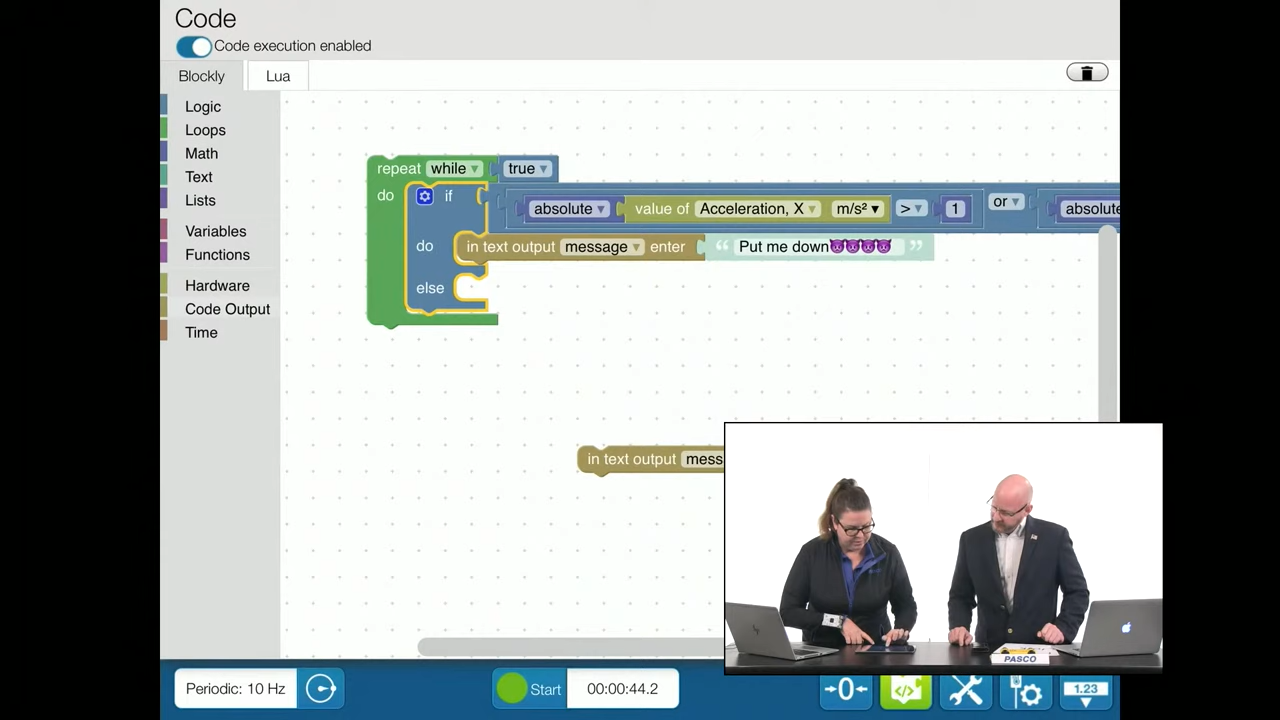 Code
Code execution enabled
Blockly
Lua
Logic
Loops
Math
Text
Lists
Variables
Functions
Hardware
Code Output
Time
repeat while ▾ true ▾
do if absolute ▾ value of Acceleration, X ▾ m/s² ▾ > ▾ 1 or ▾ absolute
do in text output message ▾ enter “ Put me down😈😈😈😈 ”
else
in text output mess
PASCO
Periodic: 10 Hz
Start
00:00:44.2
→0←
</>
1.23